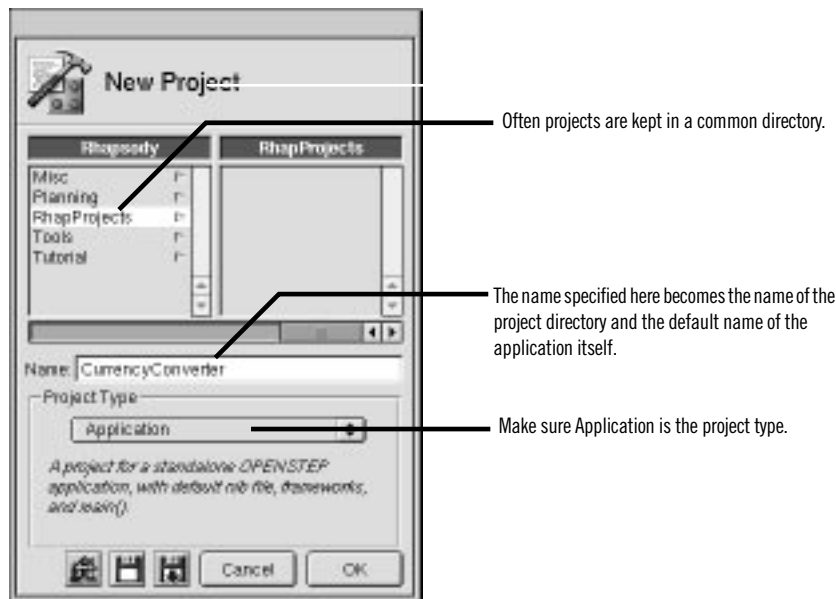 New Project
Often projects are kept in a common directory.
Rhapsody
RhapProjects
Misc
Planning
RhapProjects
Tools
Tutorial
The name specified here becomes the name of the
project directory and the default name of the
application itself.
Name: CurrencyConverter
Project Type
Application
Make sure Application is the project type.
A project for a standalone OPENSTEP
application, with default nib file, frameworks,
and main().
Cancel
OK